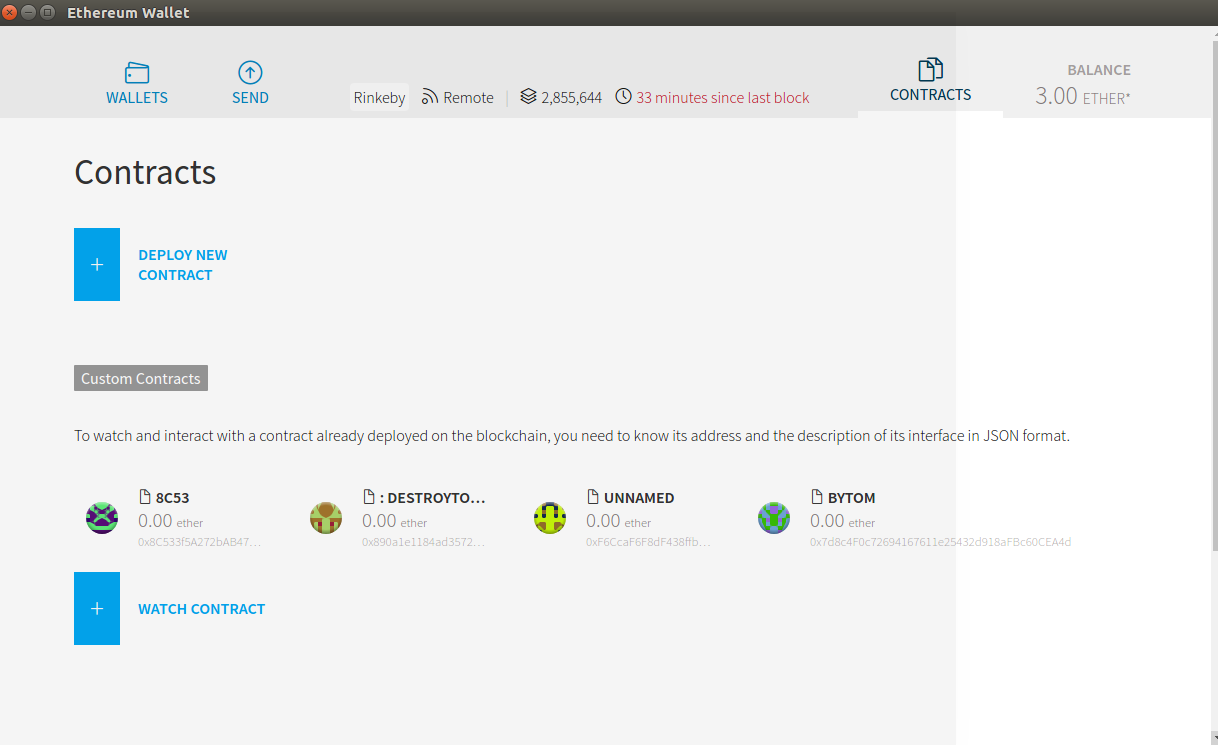 Ethereum Wallet
WALLETS
SEND
Rinkeby Remote | 2,855,644 33 minutes since last block
CONTRACTS
BALANCE
3.00 ETHER*
Contracts
+
DEPLOY NEW
CONTRACT
Custom Contracts
To watch and interact with a contract already deployed on the blockchain, you need to know its address and the description of its interface in JSON format.
8C53
0.00 ether
0x8C533f5A272bAB47…
: DESTROYTO…
0.00 ether
0x890a1e1184ad3572…
UNNAMED
0.00 ether
0xF6CcaF6F8dF438ffb…
BYTOM
0.00 ether
0x7d8c4F0c72694167611e25432d918aFBc60CEA4d
+
WATCH CONTRACT